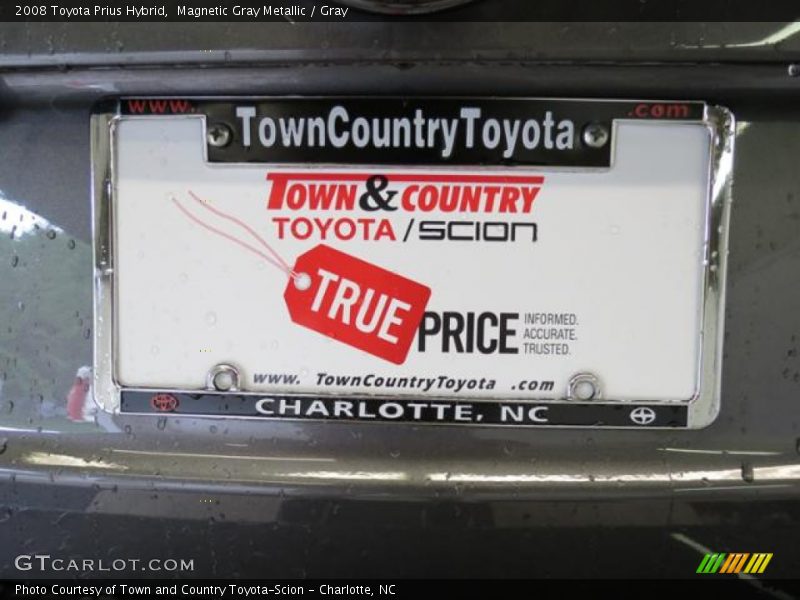 2008 Toyota Prius Hybrid,  Magnetic Gray Metallic / Gray
www. .com
TownCountryToyota
TOWN & COUNTRY
TOYOTA / SCION
TRUE PRICE
INFORMED.
ACCURATE.
TRUSTED.
www. TownCountryToyota .com
CHARLOTTE, NC
GTCARLOT.COM
Photo Courtesy of Town and Country Toyota-Scion - Charlotte, NC